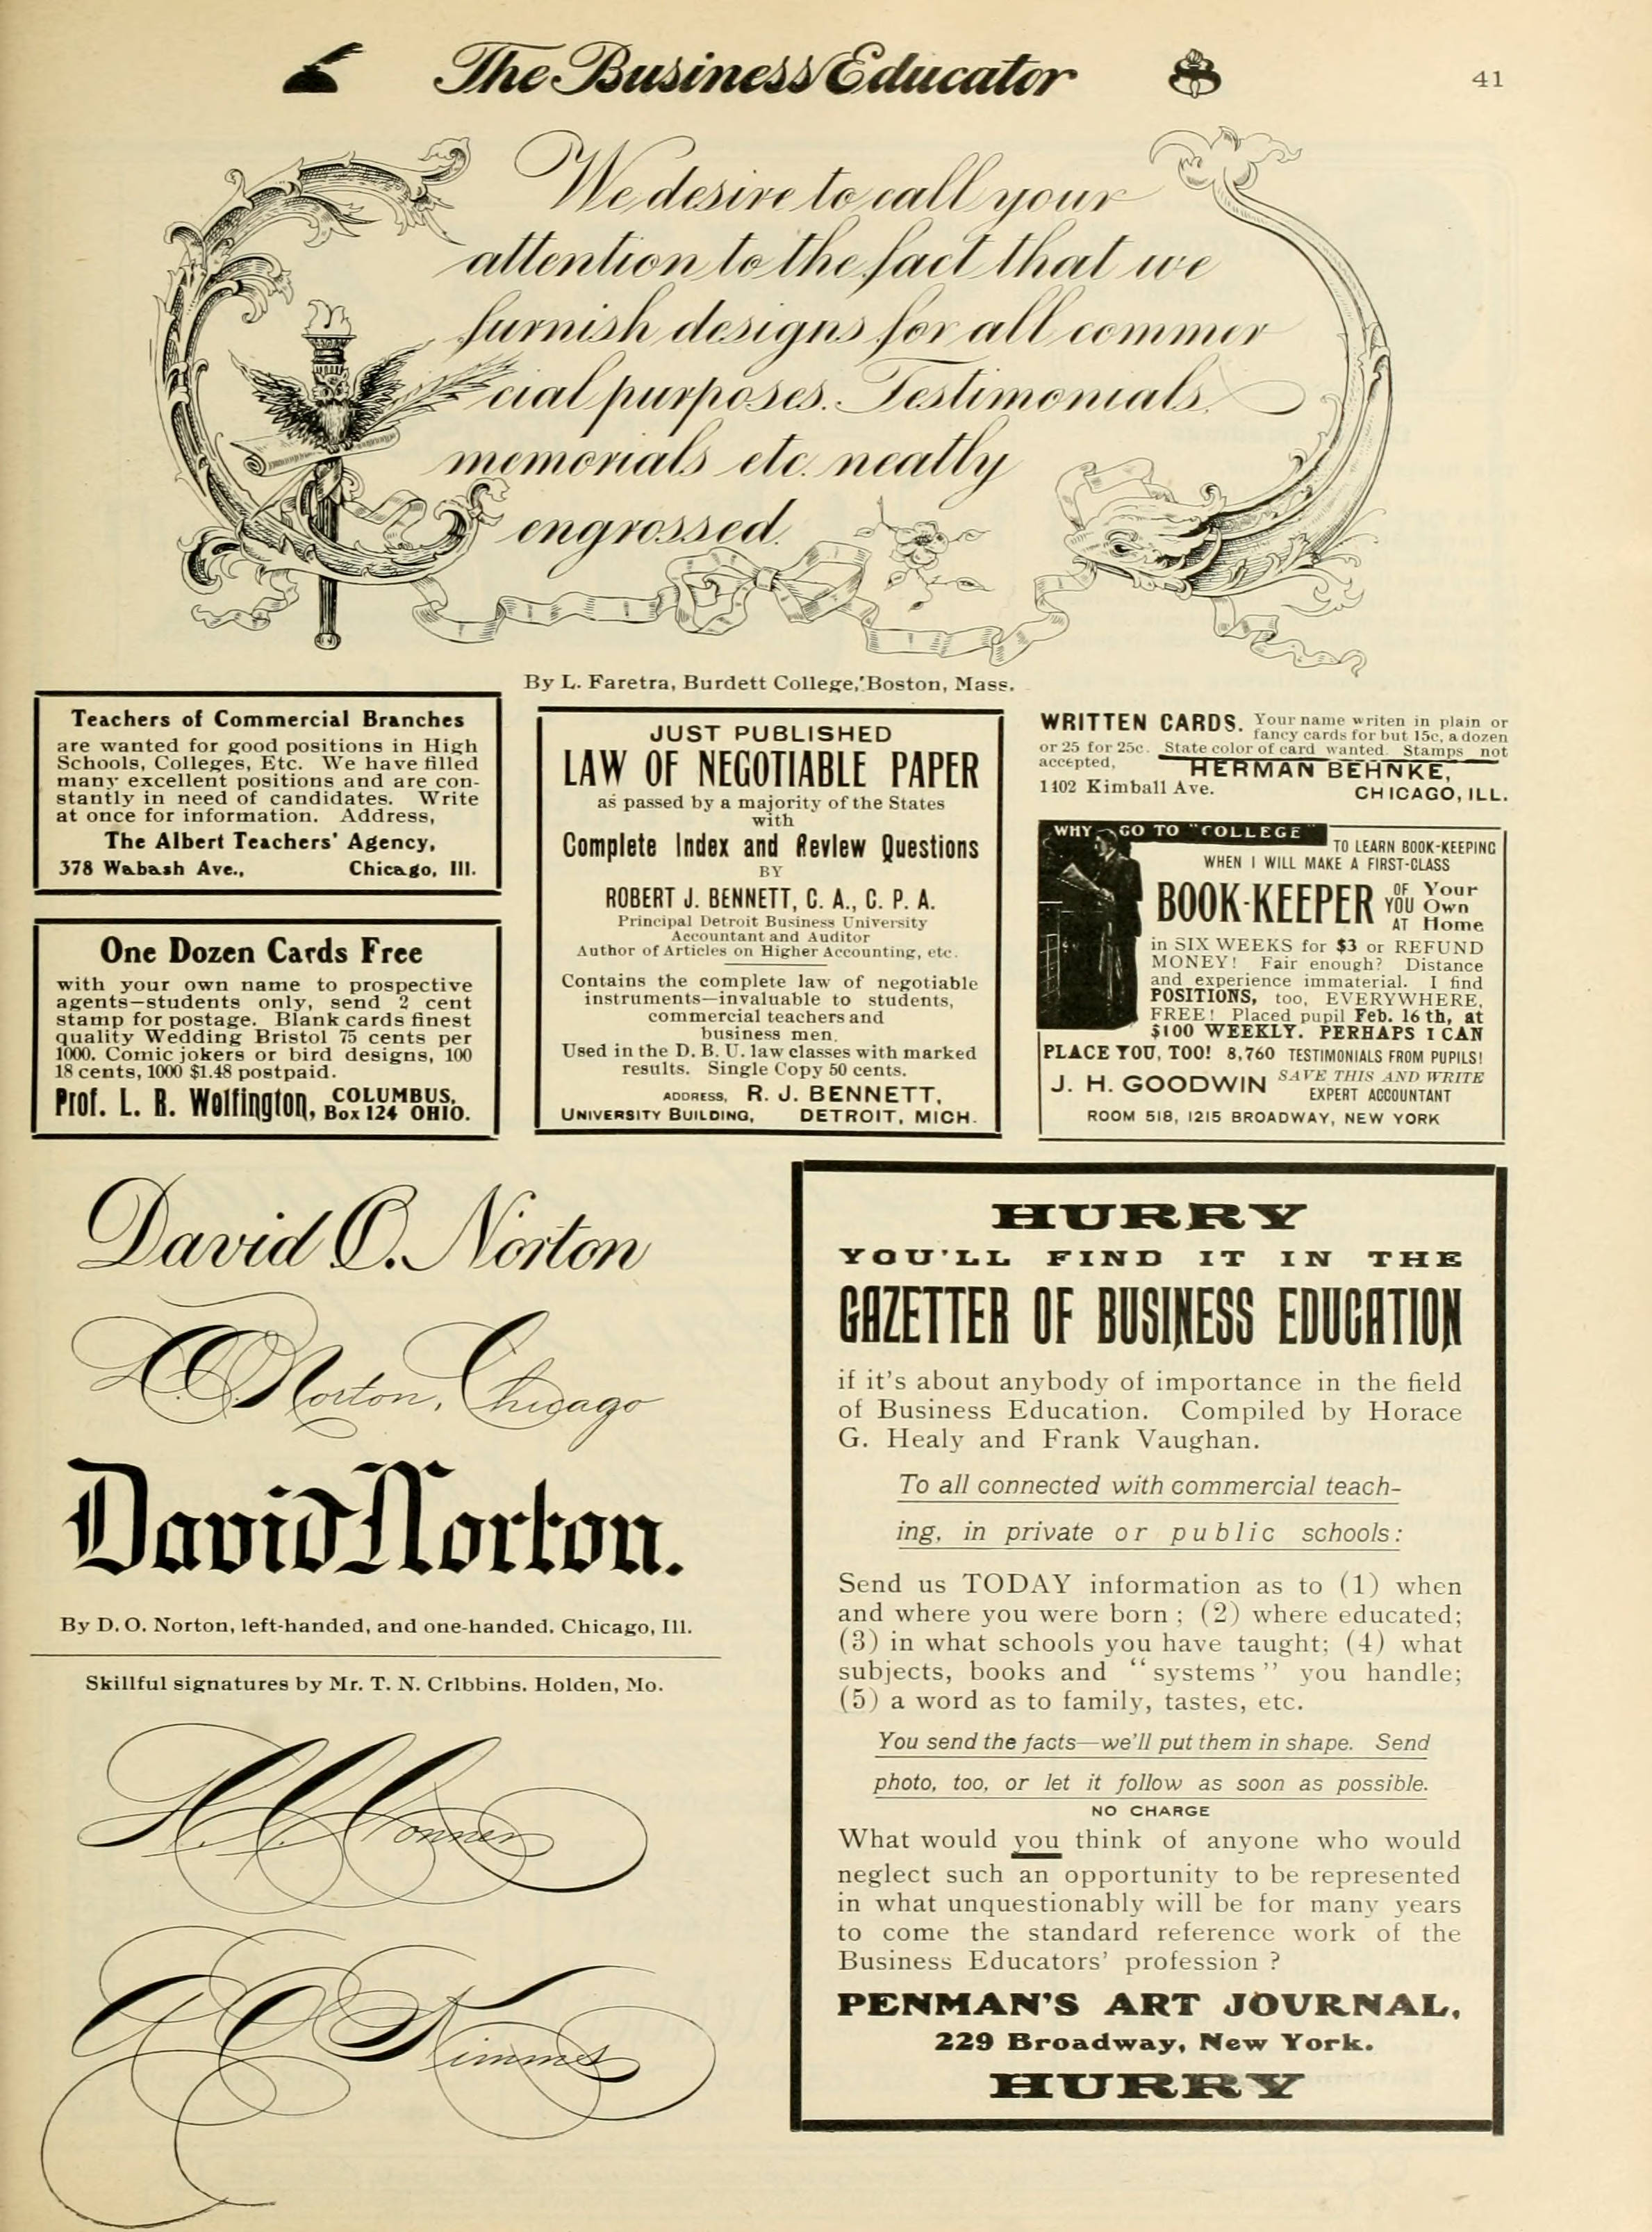 The Business Educator
41
We desire to call your
attention to the fact that we
furnish designs for all commer
cial purposes. Testimonials,
memorials etc. neatly
engrossed.
By L. Faretra, Burdett College, Boston, Mass.
Teachers of Commercial Branches
are wanted for good positions in High
Schools, Colleges, Etc. We have filled
many excellent positions and are con-
stantly in need of candidates. Write
at once for information. Address,
The Albert Teachers' Agency,
378 Wabash Ave., Chicago, Ill.
One Dozen Cards Free
with your own name to prospective
agents—students only, send 2 cent
stamp for postage. Blank cards finest
quality Wedding Bristol 75 cents per
1000. Comic jokers or bird designs, 100
18 cents, 1000 $1.48 postpaid.
Prof. L. R. Wolfington, COLUMBUS,
Box 124 OHIO.
JUST PUBLISHED
LAW OF NEGOTIABLE PAPER
as passed by a majority of the States
with
Complete Index and Review Questions
BY
ROBERT J. BENNETT, C. A., C. P. A.
Principal Detroit Business University
Accountant and Auditor
Author of Articles on Higher Accounting, etc.
Contains the complete law of negotiable
instruments—invaluable to students,
commercial teachers and
business men.
Used in the D. B. U. law classes with marked
results. Single Copy 50 cents.
ADDRESS, R. J. BENNETT,
UNIVERSITY BUILDING, DETROIT, MICH.
WRITTEN CARDS. Your name writen in plain or
fancy cards for but 15c, a dozen
or 25 for 25c. State color of card wanted. Stamps not
accepted,
HERMAN BEHNKE,
1402 Kimball Ave. CHICAGO, ILL.
WHY GO TO "COLLEGE"
TO LEARN BOOK-KEEPING
WHEN I WILL MAKE A FIRST-CLASS
BOOK-KEEPER OF YOU AT Your Own Home
in SIX WEEKS for $3 or REFUND
MONEY! Fair enough? Distance
and experience immaterial. I find
POSITIONS, too, EVERYWHERE,
FREE! Placed pupil Feb. 16th, at
$100 WEEKLY. PERHAPS I CAN
PLACE YOU, TOO! 8,760 TESTIMONIALS FROM PUPILS!
J. H. GOODWIN SAVE THIS AND WRITE
EXPERT ACCOUNTANT
ROOM 518, 1215 BROADWAY, NEW YORK
David O. Norton
D. O. Norton, Chicago
David Norton.
By D. O. Norton, left-handed, and one-handed. Chicago, Ill.
Skillful signatures by Mr. T. N. Cribbins. Holden, Mo.
HURRY
YOU'LL FIND IT IN THE
GAZETTER OF BUSINESS EDUCATION
if it's about anybody of importance in the field
of Business Education. Compiled by Horace
G. Healy and Frank Vaughan.
To all connected with commercial teach-
ing, in private or public schools:
Send us TODAY information as to (1) when
and where you were born; (2) where educated;
(3) in what schools you have taught; (4) what
subjects, books and "systems" you handle;
(5) a word as to family, tastes, etc.
You send the facts—we'll put them in shape. Send
photo, too, or let it follow as soon as possible.
NO CHARGE
What would you think of anyone who would
neglect such an opportunity to be represented
in what unquestionably will be for many years
to come the standard reference work of the
Business Educators' profession?
PENMAN'S ART JOURNAL,
229 Broadway, New York.
HURRY